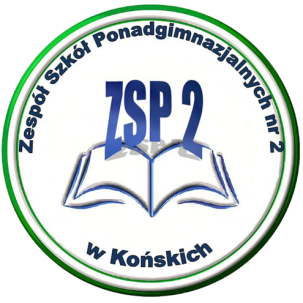 Zespół Szkół Ponadgimnazjalnych nr 2
ZSP 2
w Końskich